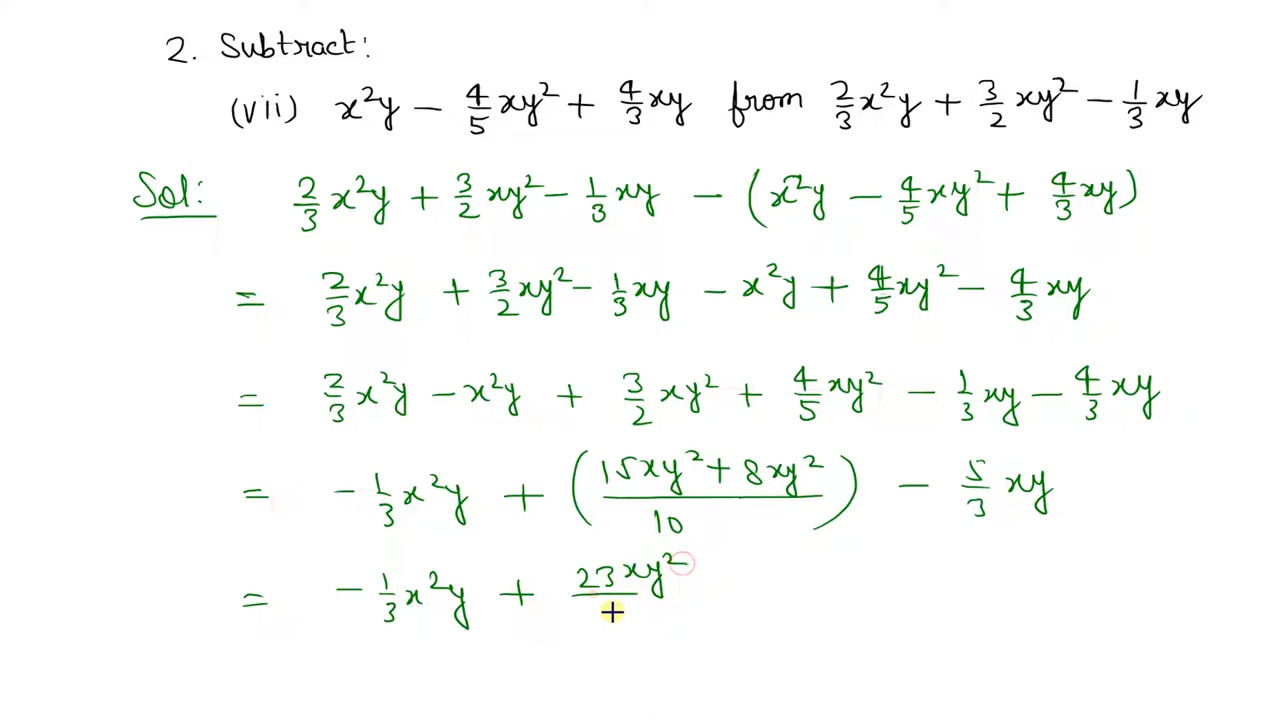 2. Subtract:
(vii) x²y - 4/5 xy² + 4/3 xy from 2/3 x²y + 3/2 xy² - 1/3 xy
Sol: 2/3 x²y + 3/2 xy² - 1/3 xy - (x²y - 4/5 xy² + 4/3 xy)
= 2/3 x²y + 3/2 xy² - 1/3 xy - x²y + 4/5 xy² - 4/3 xy
= 2/3 x²y - x²y + 3/2 xy² + 4/5 xy² - 1/3 xy - 4/3 xy
= - 1/3 x²y + ((15xy² + 8xy²)/10) - 5/3 xy
= - 1/3 x²y + 23xy²/